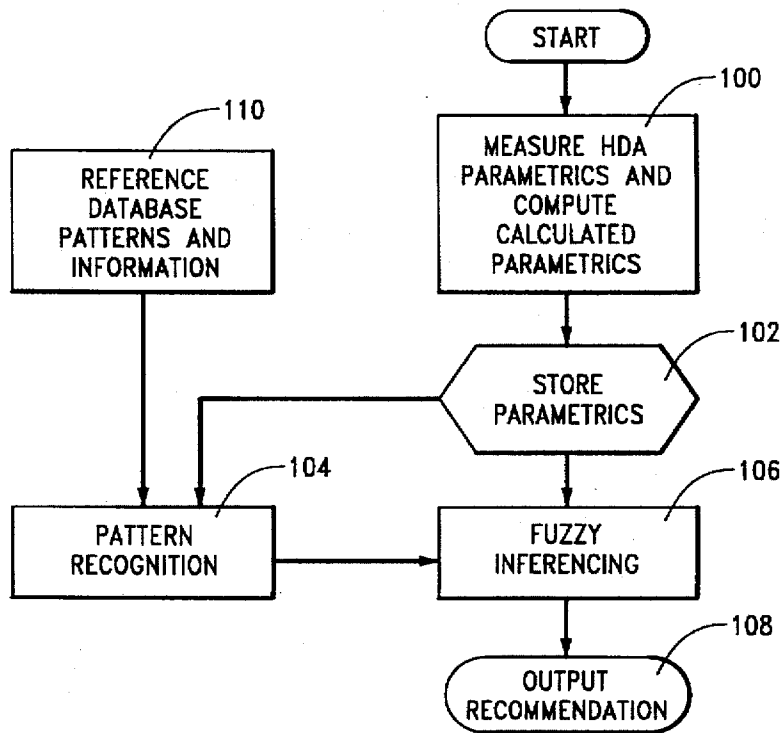 START
100
MEASURE HDA
PARAMETRICS AND
COMPUTE
CALCULATED
PARAMETRICS
110
REFERENCE
DATABASE
PATTERNS AND
INFORMATION
102
STORE
PARAMETRICS
104
PATTERN
RECOGNITION
106
FUZZY
INFERENCING
108
OUTPUT
RECOMMENDATION